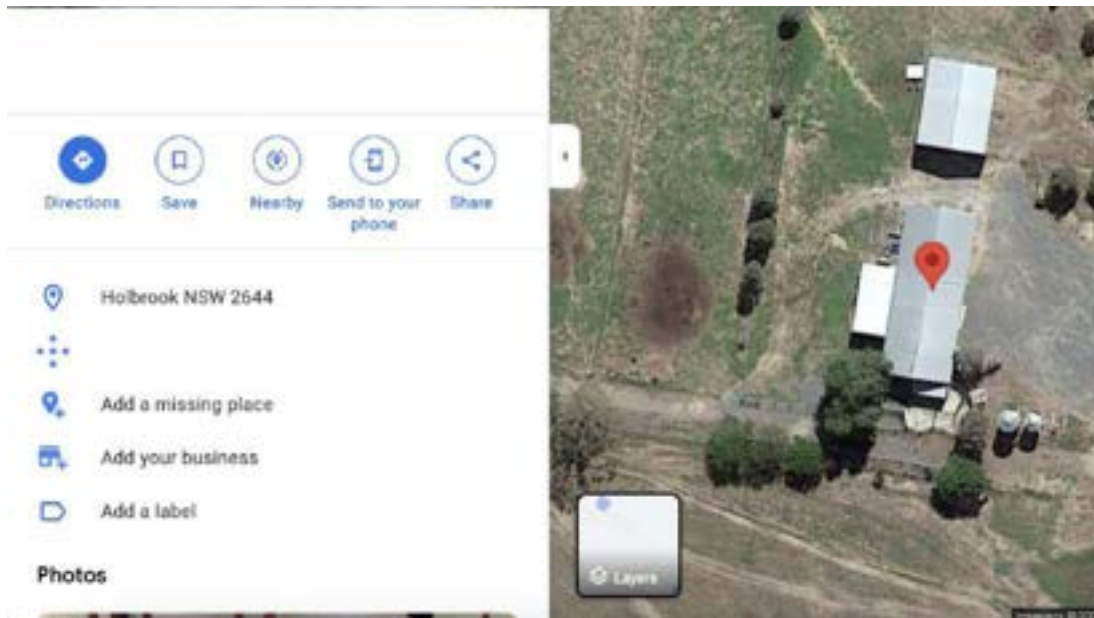 Directions
Save
Nearby
Send to your
phone
Share
Holbrook NSW 2644
Add a missing place
Add your business
Add a label
Photos
Layers